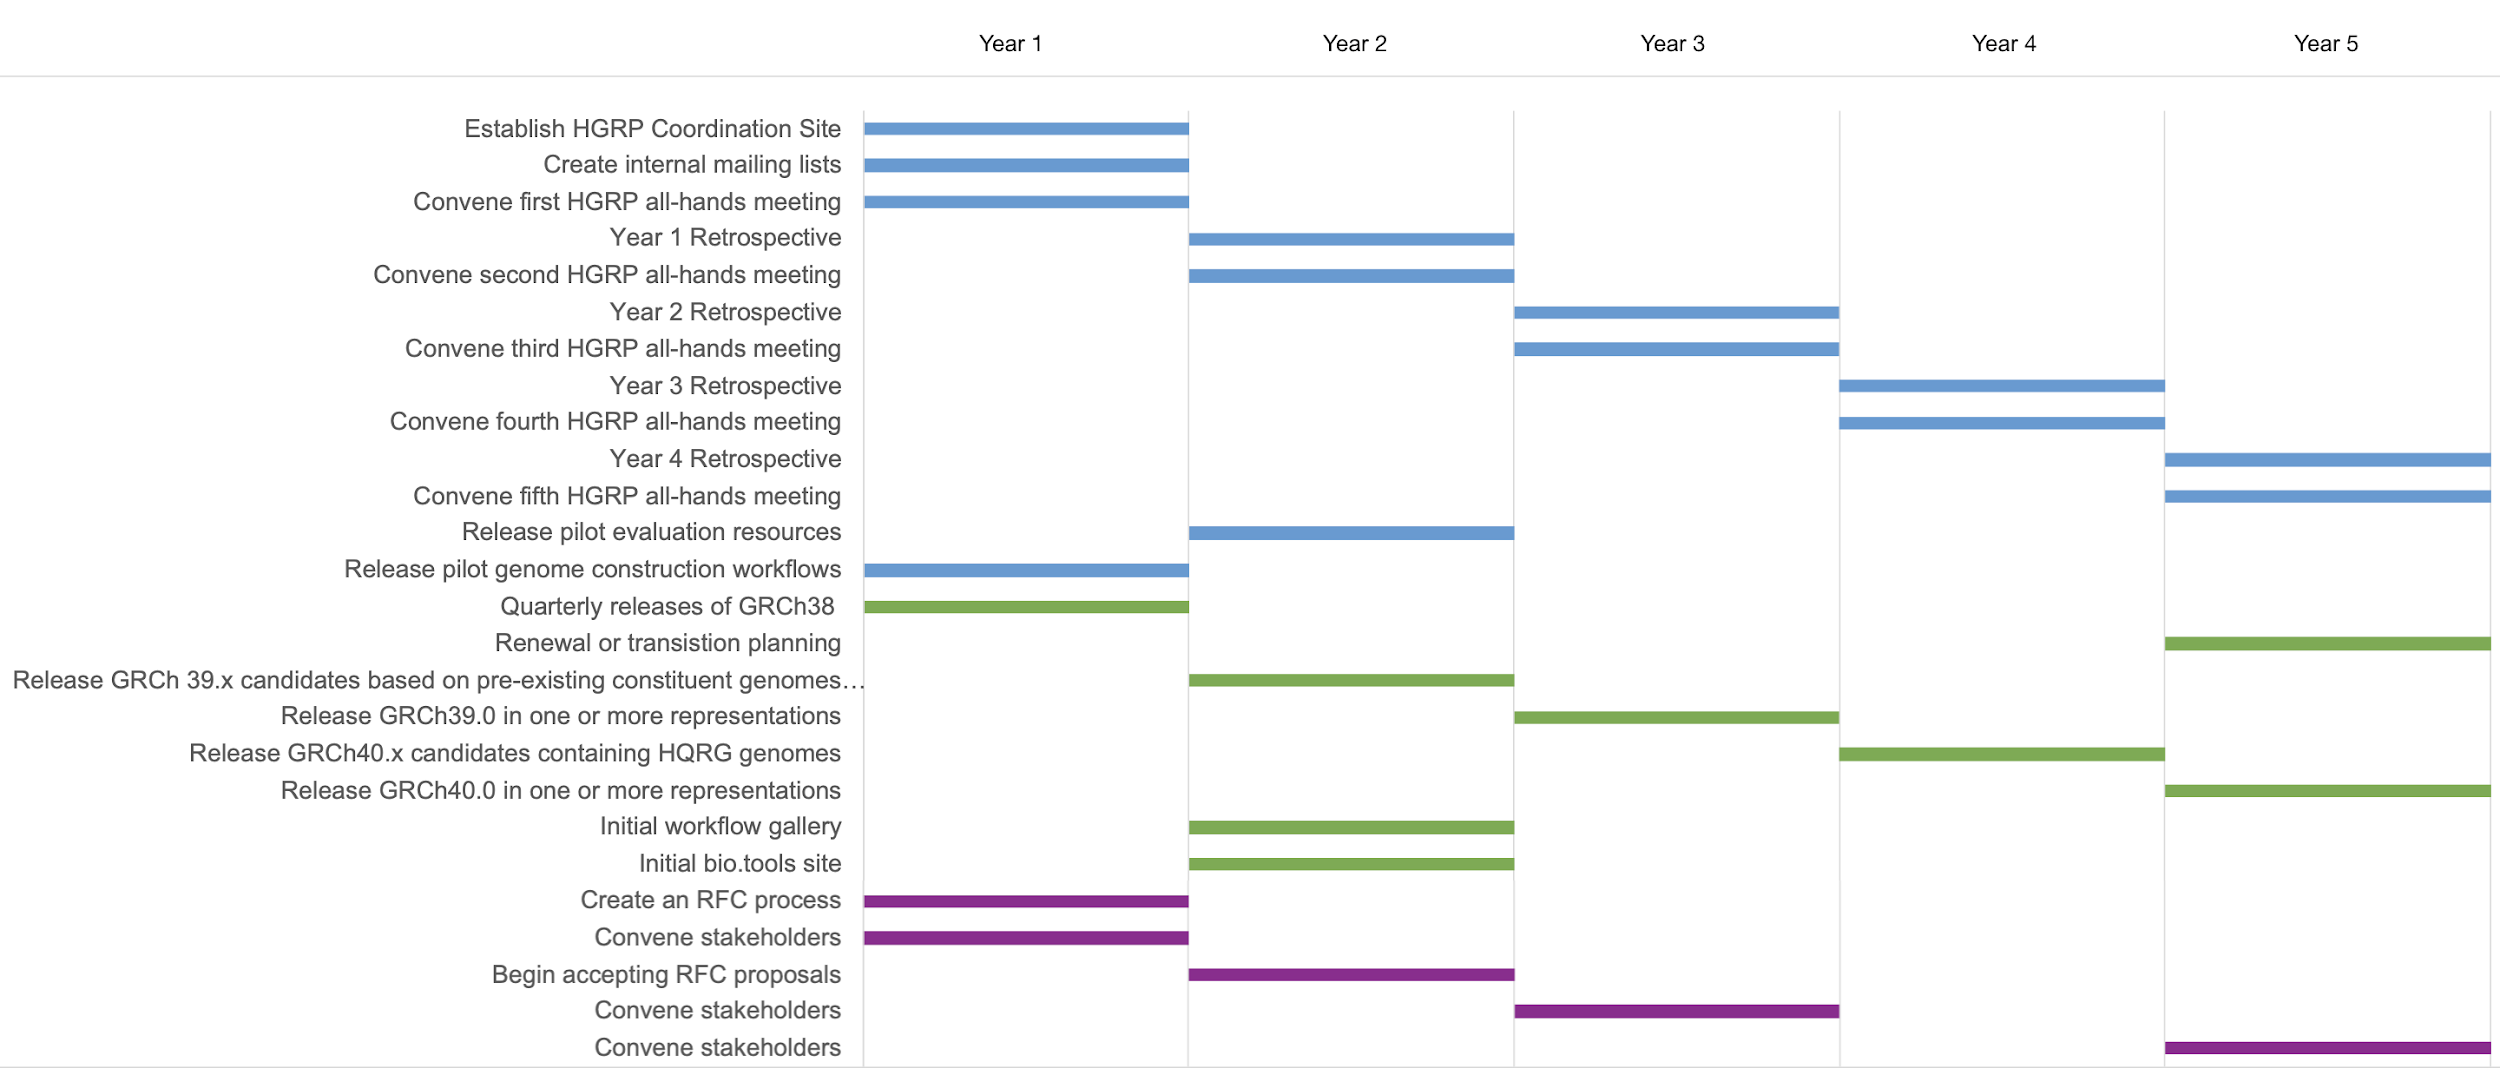 Year 1 Year 2 Year 3 Year 4 Year 5
Establish HGRP Coordination Site
Create internal mailing lists
Convene first HGRP all-hands meeting
Year 1 Retrospective
Convene second HGRP all-hands meeting
Year 2 Retrospective
Convene third HGRP all-hands meeting
Year 3 Retrospective
Convene fourth HGRP all-hands meeting
Year 4 Retrospective
Convene fifth HGRP all-hands meeting
Release pilot evaluation resources
Release pilot genome construction workflows
Quarterly releases of GRCh38
Renewal or transistion planning
Release GRCh 39.x candidates based on pre-existing constituent genomes…
Release GRCh39.0 in one or more representations
Release GRCh40.x candidates containing HQRG genomes
Release GRCh40.0 in one or more representations
Initial workflow gallery
Initial bio.tools site
Create an RFC process
Convene stakeholders
Begin accepting RFC proposals
Convene stakeholders
Convene stakeholders